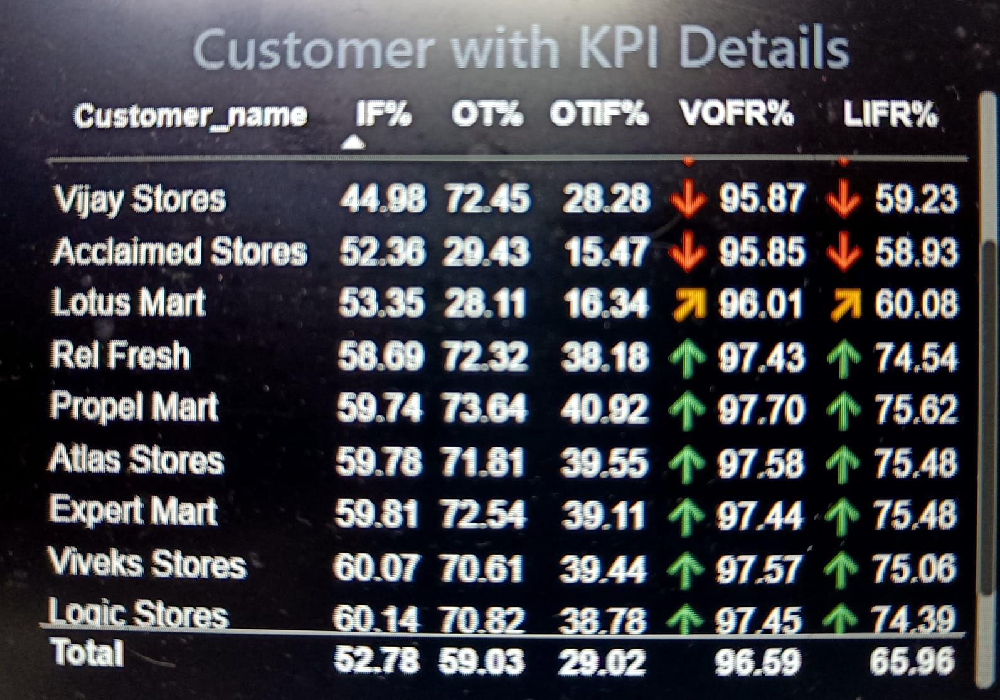 Customer with KPI Details
Customer_name IF% OT% OTIF% VOFR% LIFR%
Vijay Stores 44.98 72.45 28.28 95.87 59.23
Acclaimed Stores 52.36 29.43 15.47 95.85 58.93
Lotus Mart 53.35 28.11 16.34 96.01 60.08
Rel Fresh 58.69 72.32 38.18 97.43 74.54
Propel Mart 59.74 73.64 40.92 97.70 75.62
Atlas Stores 59.78 71.81 39.55 97.58 75.48
Expert Mart 59.81 72.54 39.11 97.44 75.48
Viveks Stores 60.07 70.61 39.44 97.57 75.06
Logic Stores 60.14 70.82 38.78 97.45 74.39
Total 52.78 59.03 29.02 96.59 65.96